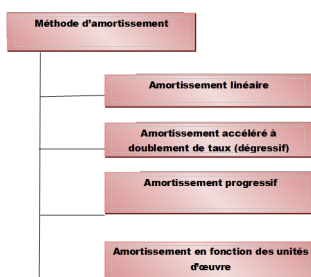 Méthode d'amortissement
Amortissement linéaire
Amortissement accéléré à
doublement de taux (dégressif)
Amortissement progressif
Amortissement en fonction des unités
d'œuvre